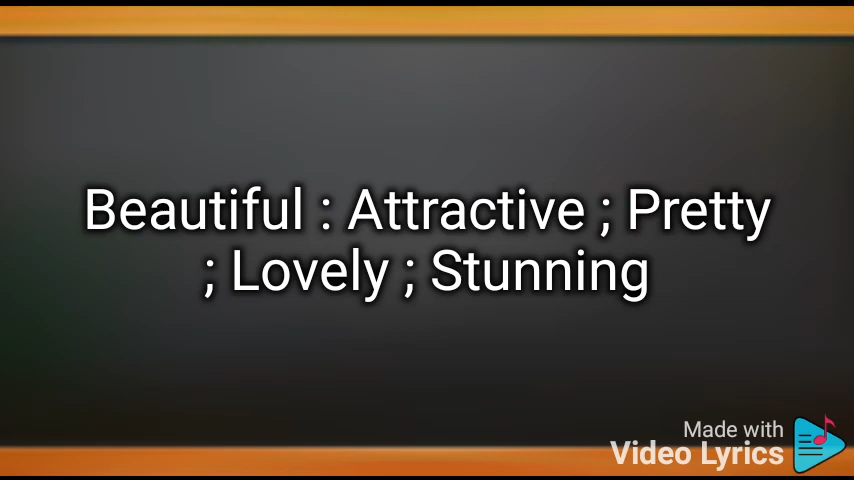 Beautiful : Attractive ; Pretty
; Lovely ; Stunning
Made with
Video Lyrics